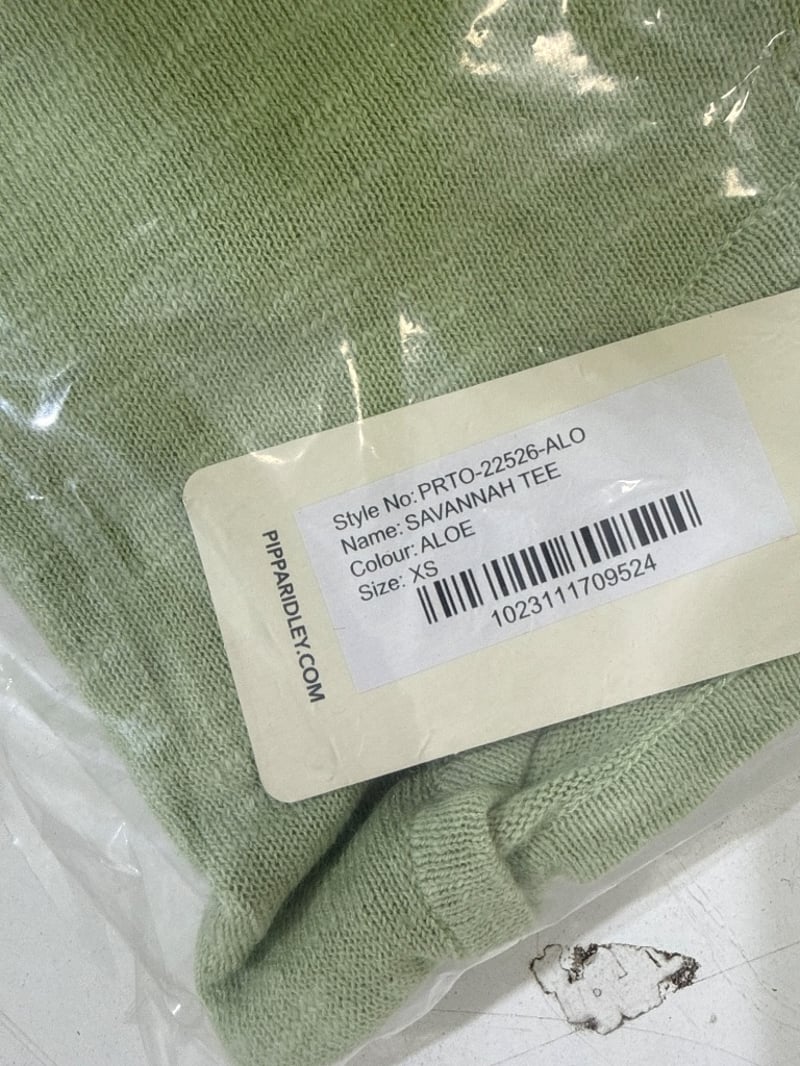 Style No: PRTO-22526-ALO
Name: SAVANNAH TEE
Colour: ALOE
Size: XS
1023111709524
PIPPARIDLEY.COM